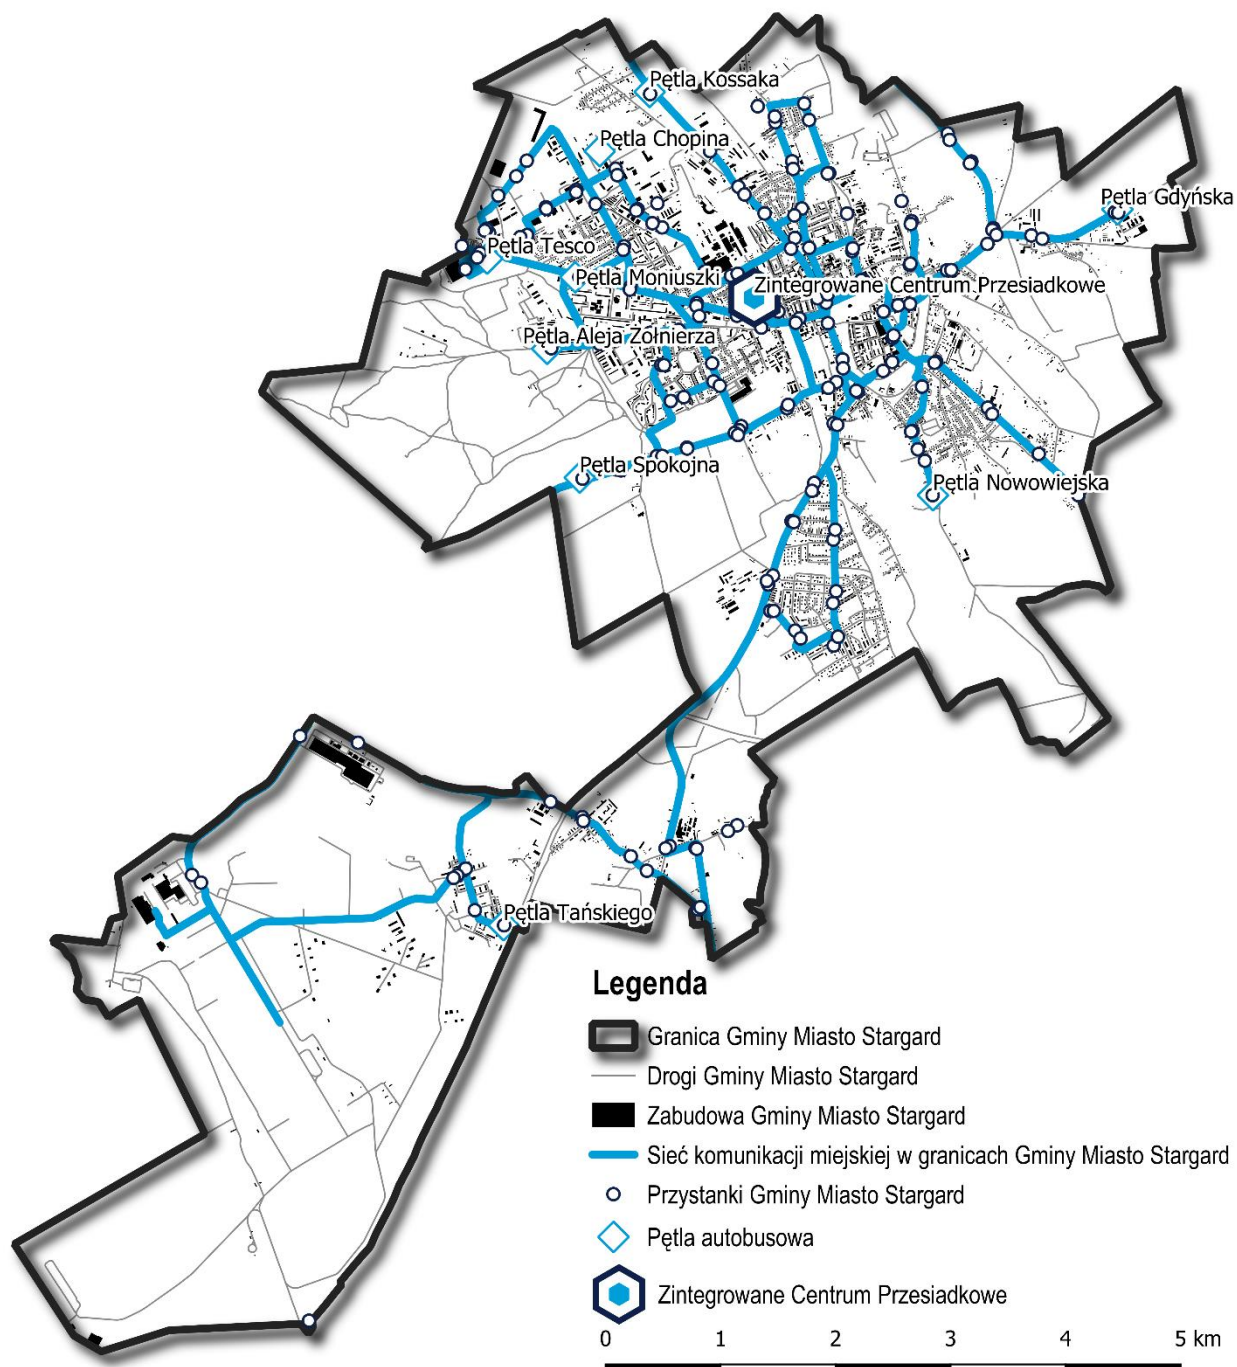 Pętla Kossaka
Pętla Chopina
Pętla Gdyńska
Pętla Tesco
Pętla Moniuszki
Zintegrowane Centrum Przesiadkowe
Pętla Aleja Żołnierza
Pętla Spokojna
Pętla Nowowiejska
Pętla Tańskiego
Legenda
Granica Gminy Miasto Stargard
Drogi Gminy Miasto Stargard
Zabudowa Gminy Miasto Stargard
Sieć komunikacji miejskiej w granicach Gminy Miasto Stargard
Przystanki Gminy Miasto Stargard
Pętla autobusowa
Zintegrowane Centrum Przesiadkowe
0 1 2 3 4 5 km